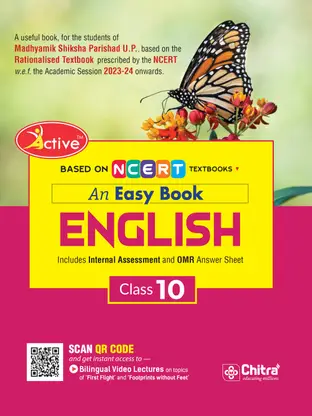 A useful book, for the students of
Madhyamik Shiksha Parishad U.P., based on the
Rationalised Textbook prescribed by the NCERT
w.e.f. the Academic Session 2023-24 onwards.
Active™
BASED ON NCERT TEXTBOOKS
An Easy Book
ENGLISH
Includes Internal Assessment and OMR Answer Sheet
Class 10
SCAN QR CODE
and get instant access to —
Bilingual Video Lectures on topics
of 'First Flight' and 'Footprints without Feet'
Chitra
educating millions